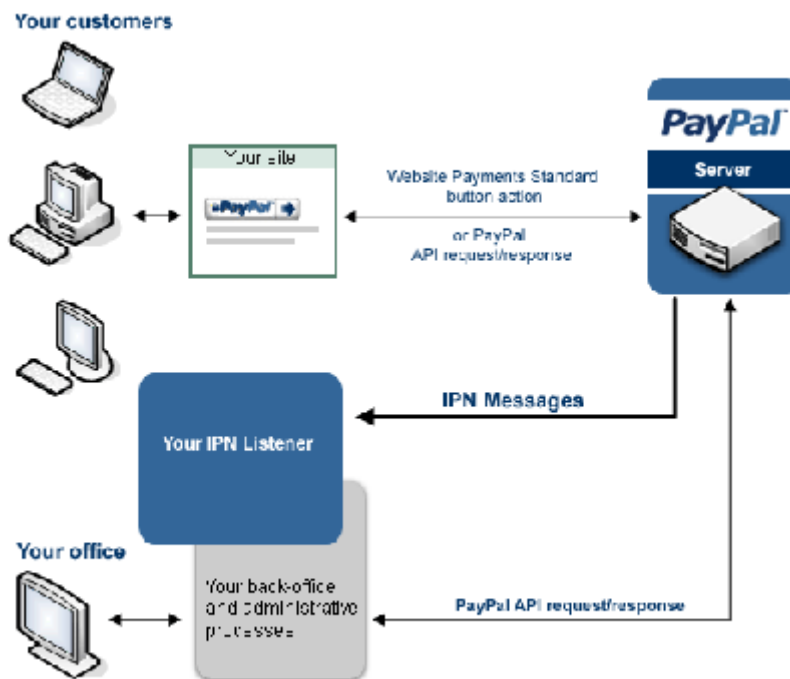 Your customers
PayPal
Server
Your site
PayPal
Website Payments Standard
button action
or PayPal
API request/response
IPN Messages
Your IPN Listener
Your office
Your back-office
and administrative
processes
PayPal API request/response